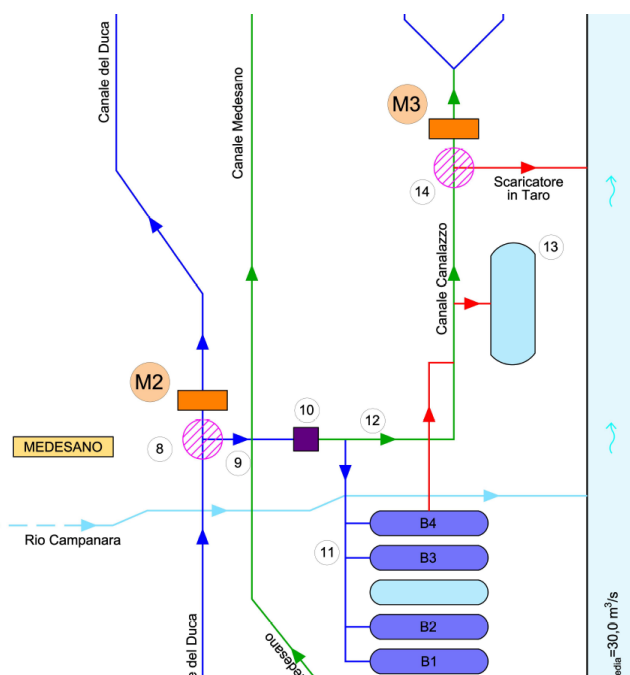 Canale del Duca
Canale Medesano
M3
14
Scaricatore
in Taro
13
Canale Canalazzo
M2
10
12
MEDESANO
8
9
Rio Campanara
B4
11
B3
B2
B1
del Duca
edia=30,0 m³/s